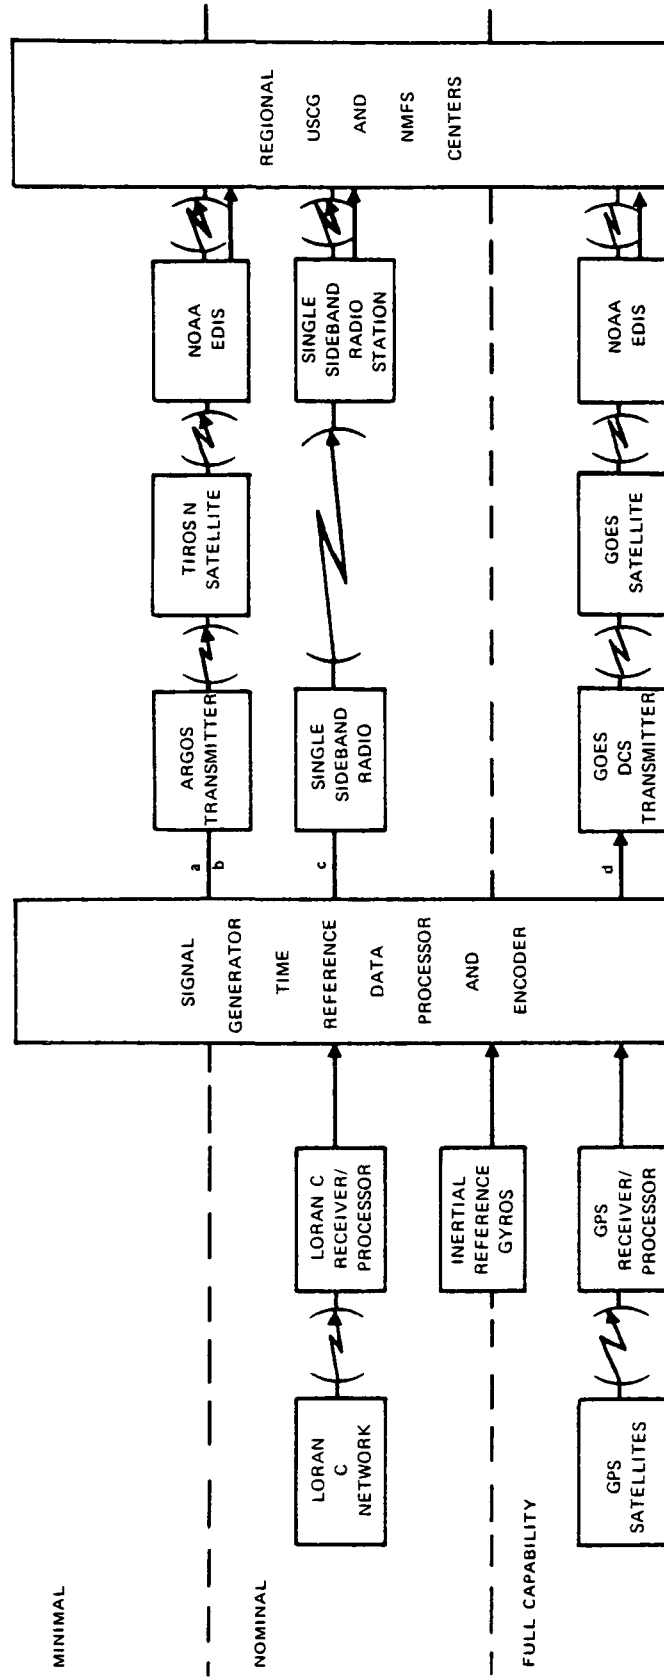 MINIMAL
NOMINAL
FULL CAPABILITY
LORAN
C
NETWORK
GPS
SATELLITES
LORAN C
RECEIVER/
PROCESSOR
INERTIAL
REFERENCE
GYROS
GPS
RECEIVER/
PROCESSOR
SIGNAL
GENERATOR
TIME
REFERENCE
DATA
PROCESSOR
AND
ENCODER
a
b
c
d
ARGOS
TRANSMITTER
SINGLE
SIDEBAND
RADIO
GOES
DCS
TRANSMITTER
TIROS N
SATELLITE
GOES
SATELLITE
NOAA
EDIS
SINGLE
SIDEBAND
RADIO
STATION
NOAA
EDIS
REGIONAL
USCG
AND
NMFS
CENTERS